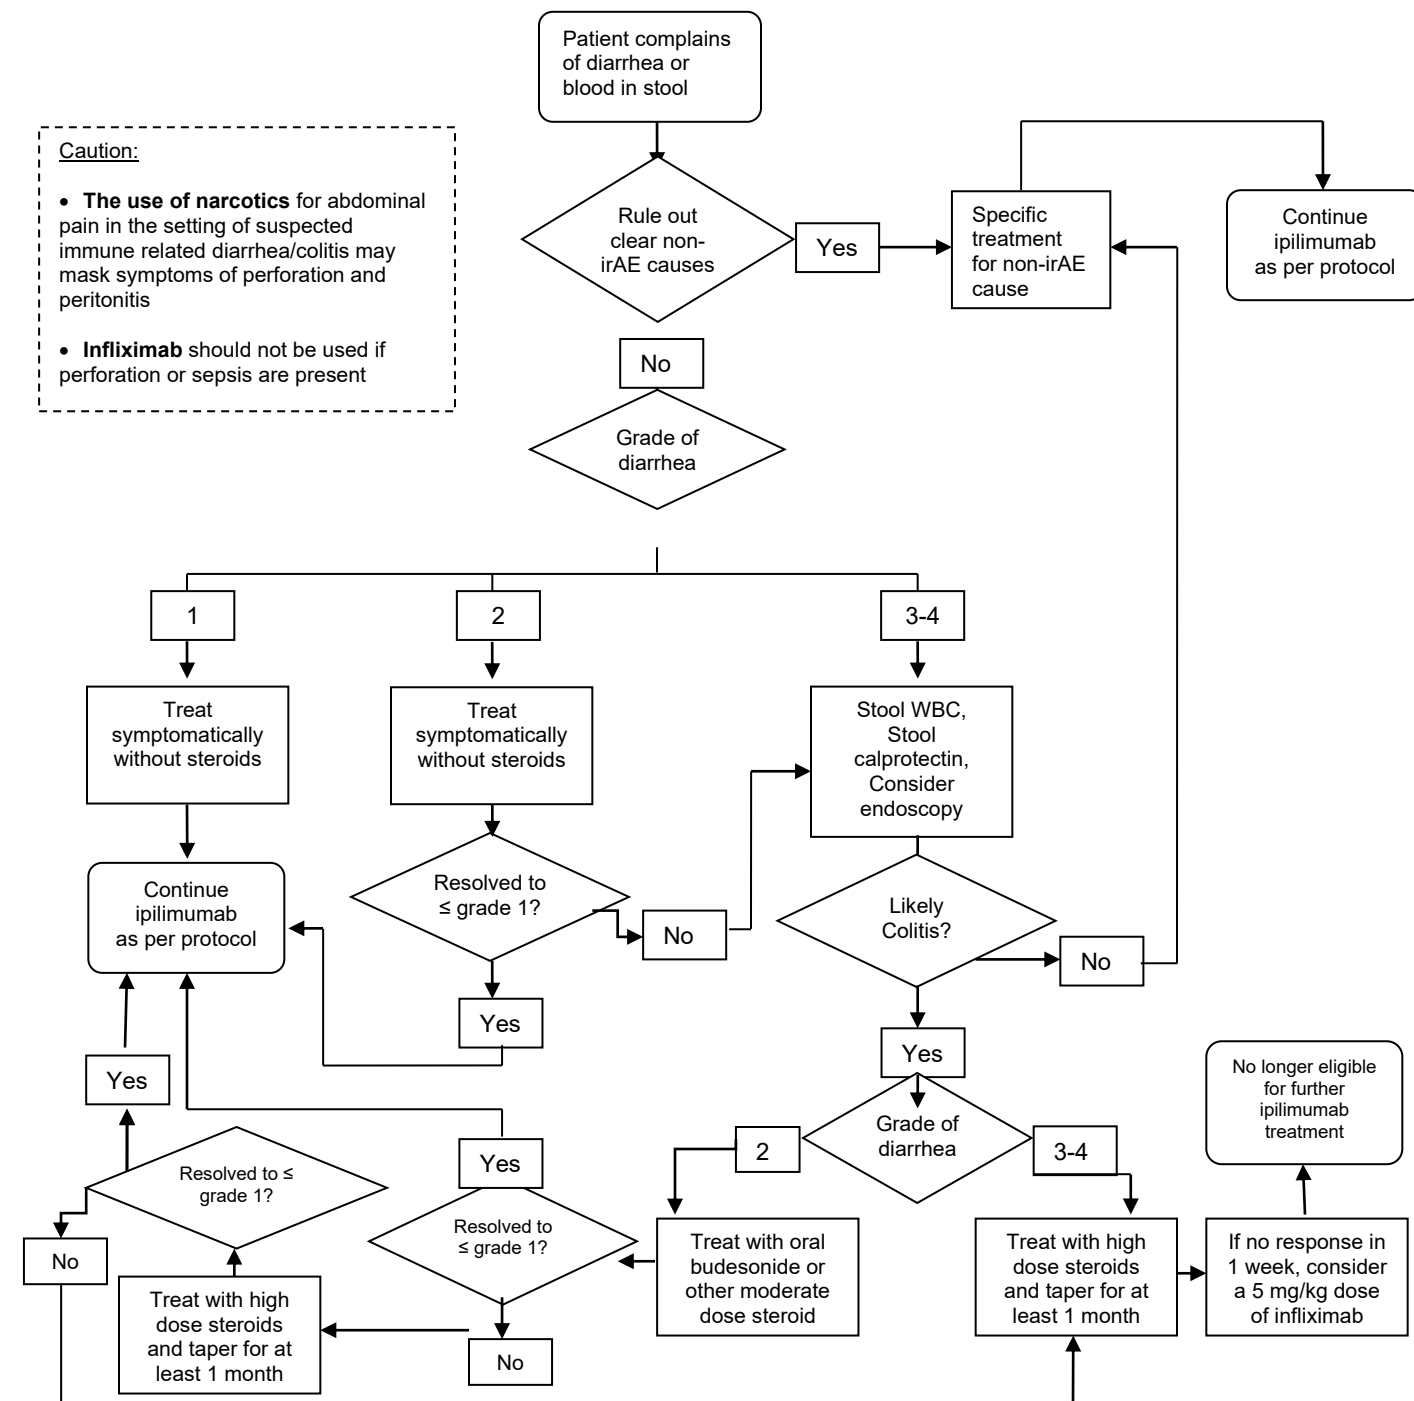 Patient complains
of diarrhea or
blood in stool
Caution:
• The use of narcotics for abdominal
pain in the setting of suspected
immune related diarrhea/colitis may
mask symptoms of perforation and
peritonitis
• Infliximab should not be used if
perforation or sepsis are present
Rule out
clear non-
irAE causes
Yes
Specific
treatment
for non-irAE
cause
Continue
ipilimumab
as per protocol
No
Grade of
diarrhea
1
2
3-4
Treat
symptomatically
without steroids
Treat
symptomatically
without steroids
Stool WBC,
Stool
calprotectin,
Consider
endoscopy
Continue
ipilimumab
as per protocol
Resolved to
≤ grade 1?
No
Likely
Colitis?
No
Yes
Yes
Yes
No longer eligible
for further
ipilimumab
treatment
Grade of
diarrhea
2
3-4
Resolved to ≤
grade 1?
Yes
Resolved to
≤ grade 1?
No
Treat with oral
budesonide or
other moderate
dose steroid
Treat with high
dose steroids
and taper for at
least 1 month
If no response in
1 week, consider
a 5 mg/kg dose
of infliximab
Treat with high
dose steroids
and taper for at
least 1 month
No